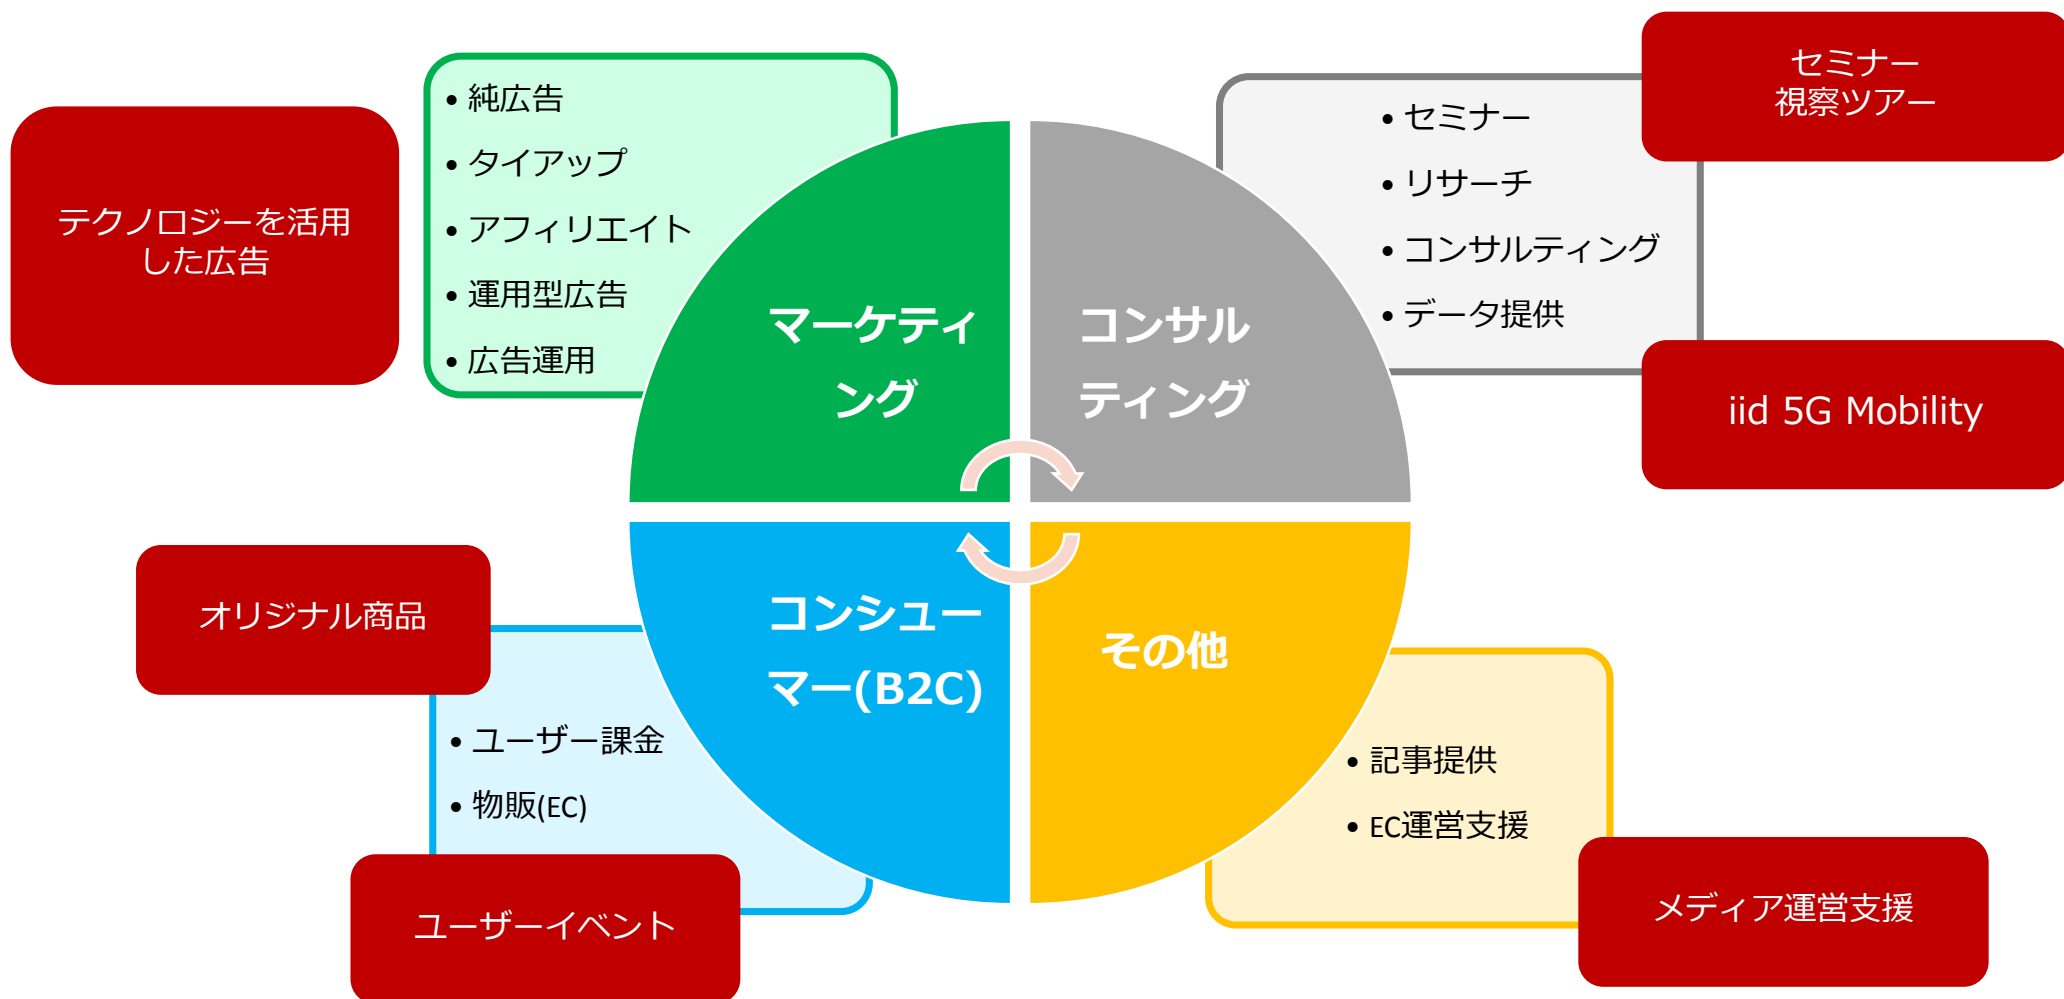 テクノロジーを活用
した広告
• 純広告
• タイアップ
• アフィリエイト
• 運用型広告
• 広告運用
マーケティ
ング
コンサル
ティング
• セミナー
• リサーチ
• コンサルティング
• データ提供
セミナー
視察ツアー
iid 5G Mobility
オリジナル商品
• ユーザー課金
• 物販(EC)
ユーザーイベント
コンシュー
マー(B2C)
その他
• 記事提供
• EC運営支援
メディア運営支援